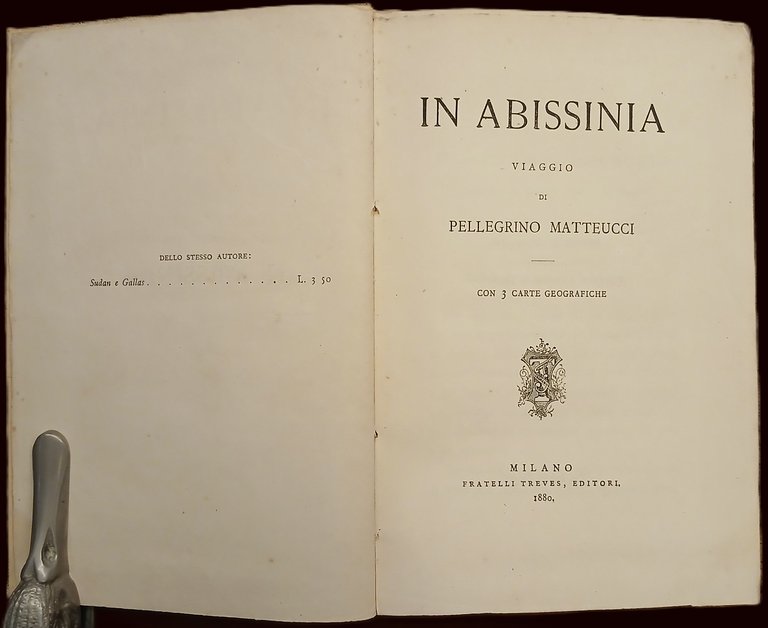 DELLO STESSO AUTORE:
Sudan e Gallas. . . . . . . . . . . . . . L. 3 50
IN ABISSINIA
VIAGGIO
DI
PELLEGRINO MATTEUCCI
CON 3 CARTE GEOGRAFICHE
MILANO
FRATELLI TREVES, EDITORI.
1880.